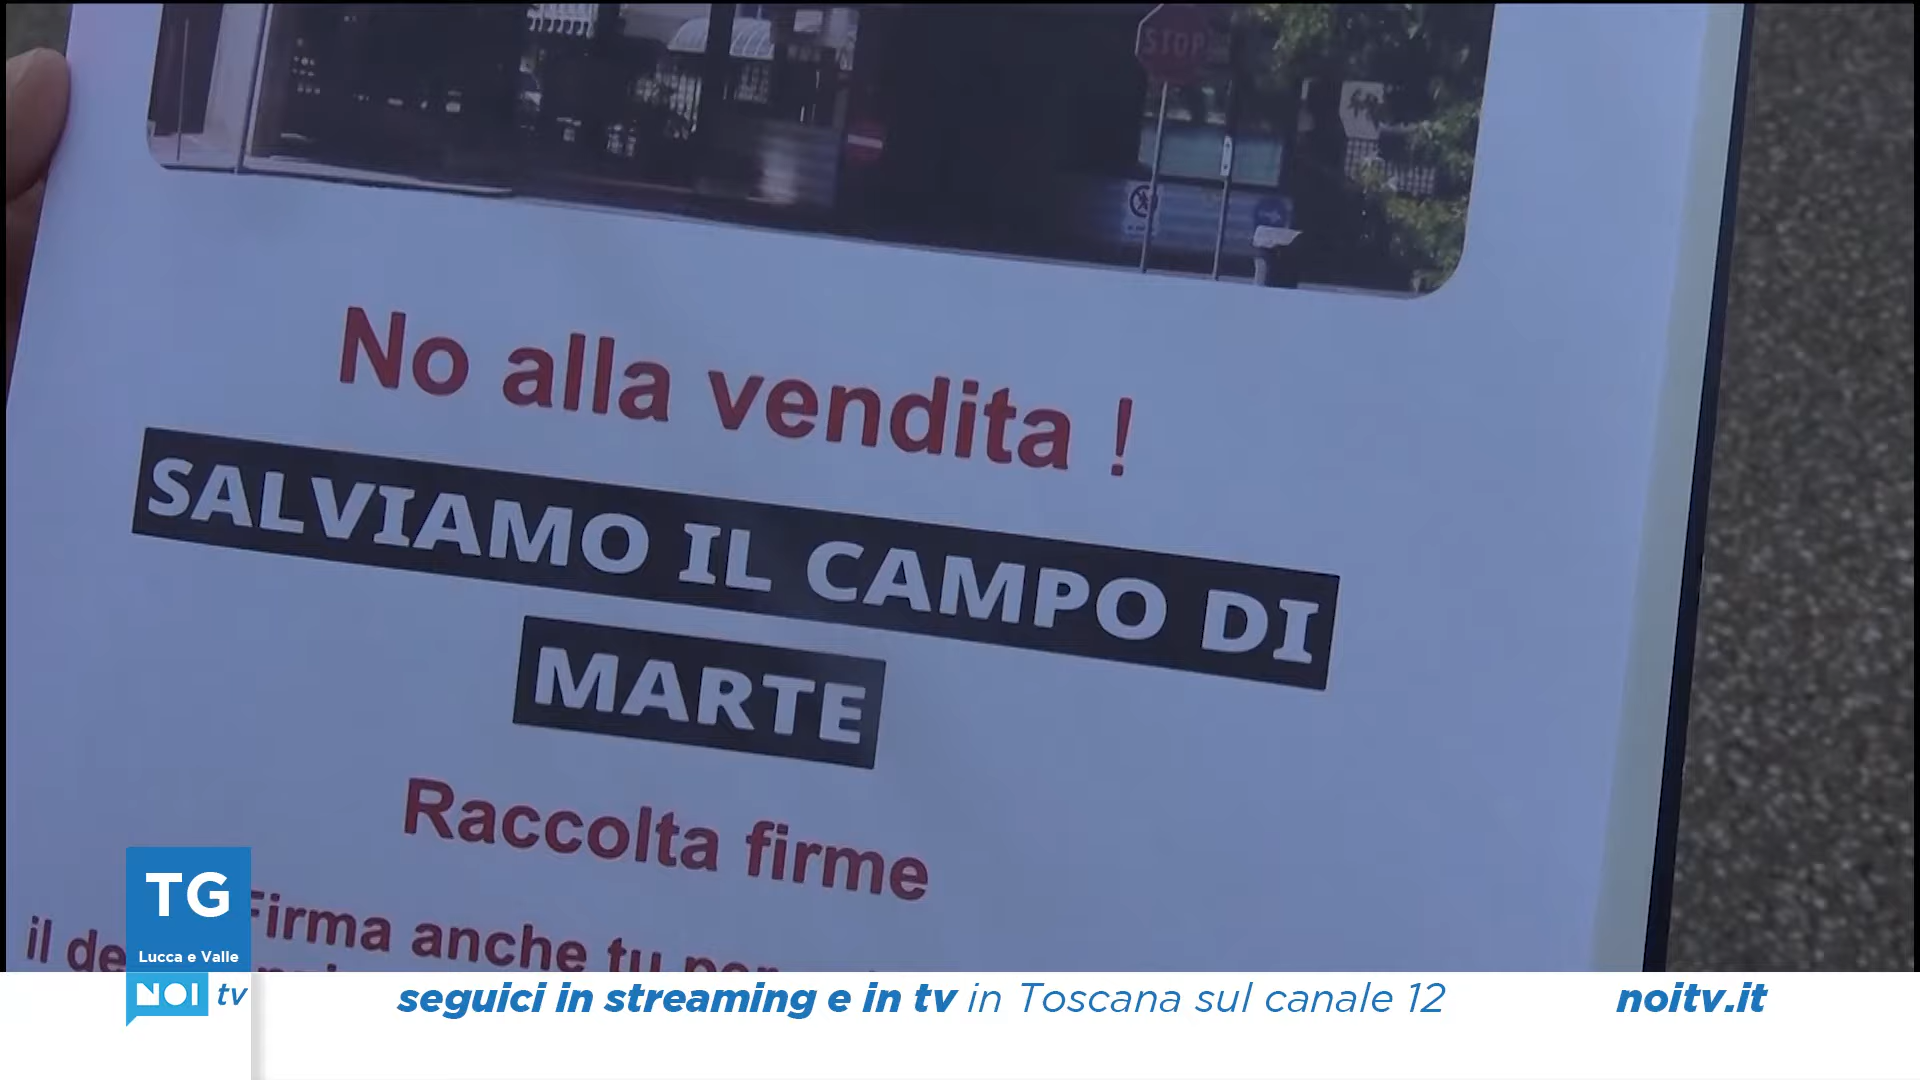 STOP
No alla vendita !
SALVIAMO IL CAMPO DI
MARTE
Raccolta firme
Firma anche tu
il
TG
Lucca e Valle
NOI tv
seguici in streaming e in tv in Toscana sul canale 12
noitv.it